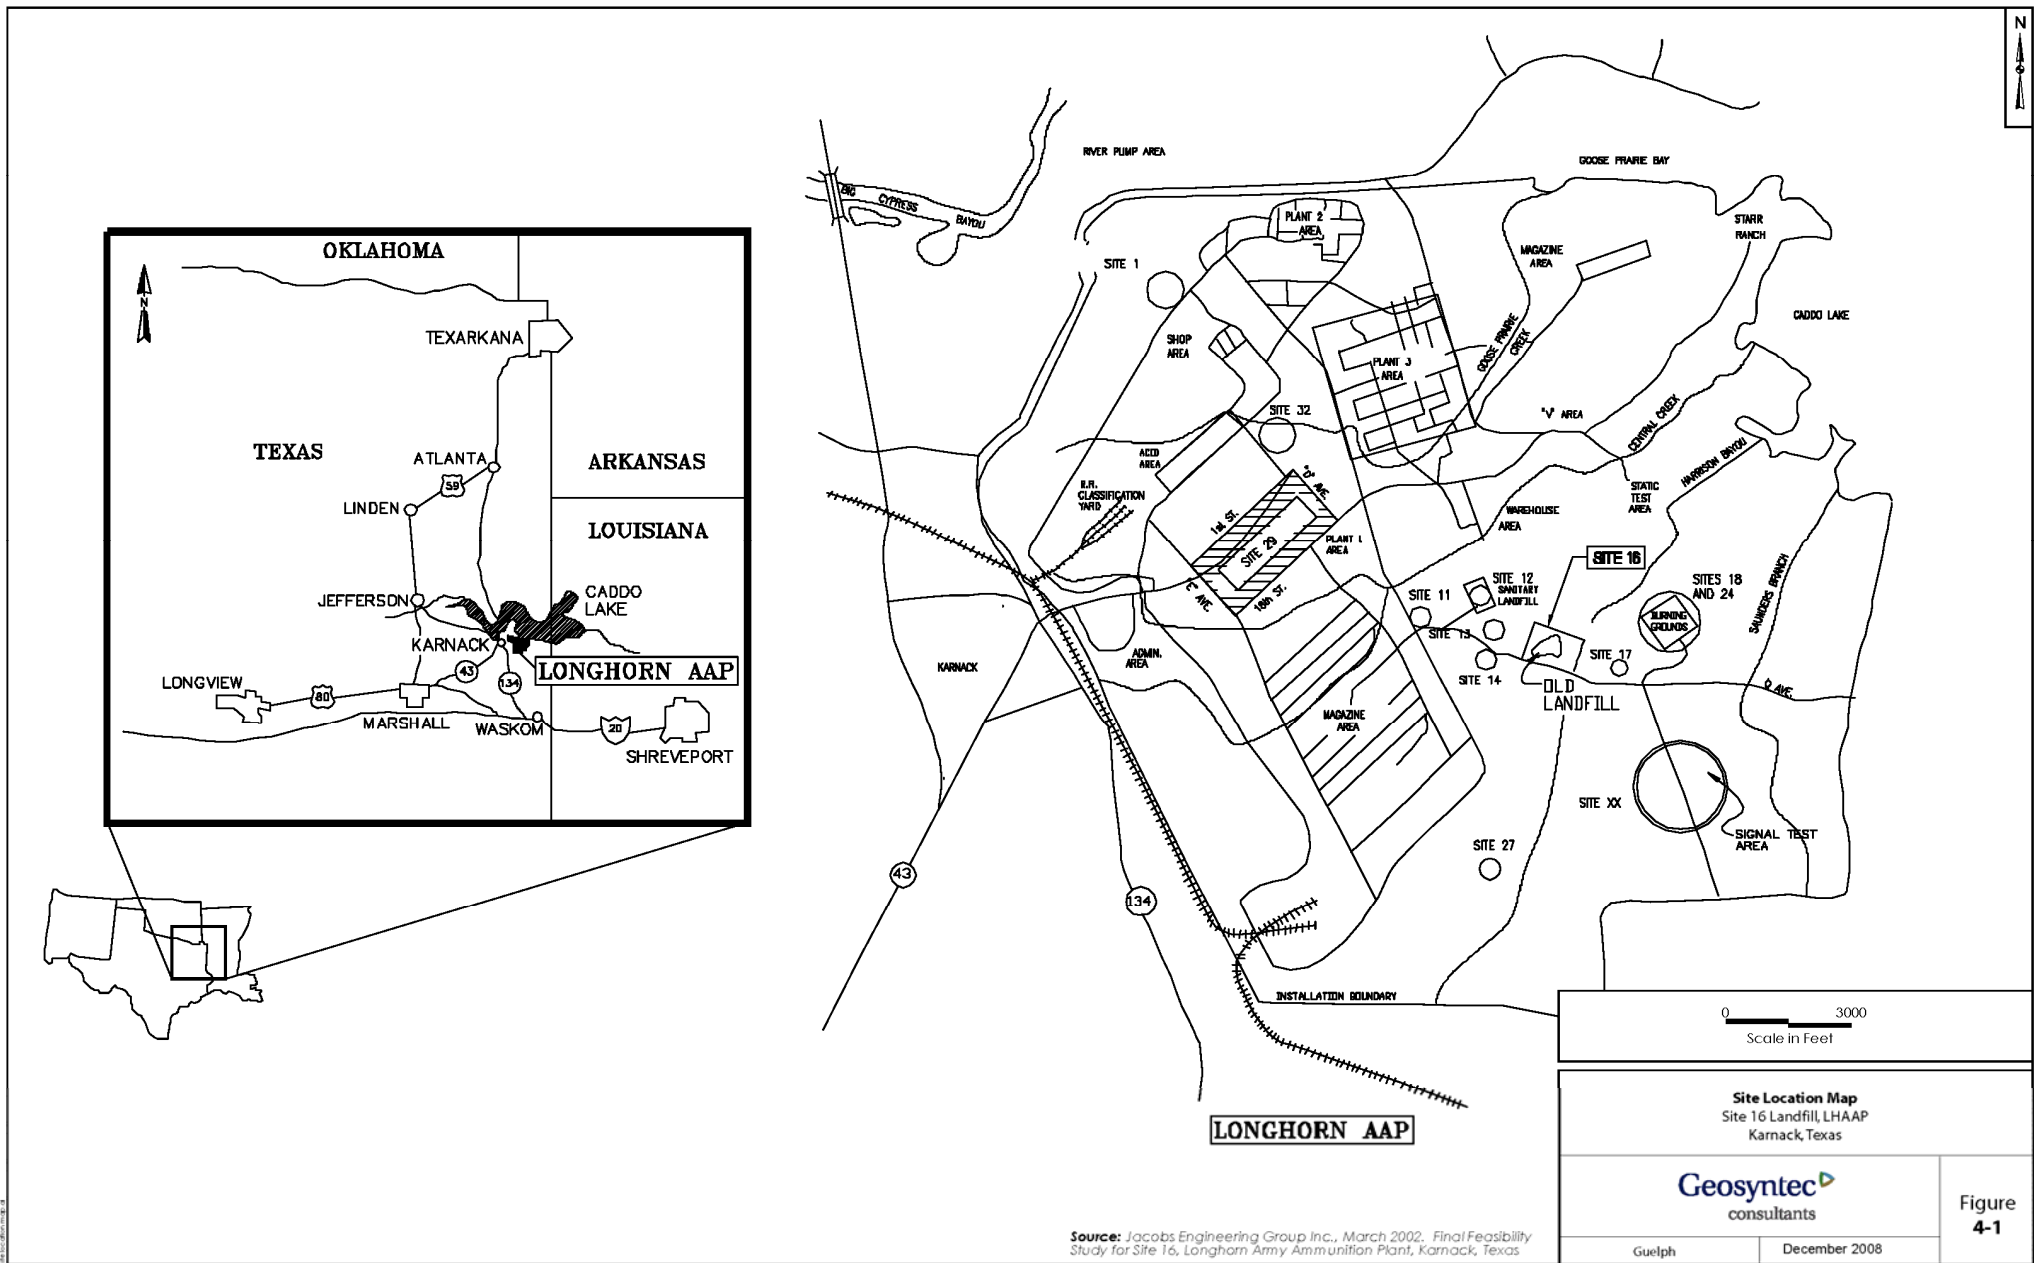 N
OKLAHOMA
N
TEXARKANA
TEXAS
ATLANTA
ARKANSAS
59
LINDEN
LOUISIANA
JEFFERSON
CADDO
LAKE
KARNACK
LONGHORN AAP
43
134
LONGVIEW
80
MARSHALL
WASKOM
20
SHREVEPORT
RIVER PUMP AREA
GOOSE PRAIRIE BAY
BIG CYPRESS BAYOU
PLANT 2
AREA
STARR
RANCH
MAGAZINE
AREA
SITE 1
CADDO LAKE
SHOP
AREA
GOOSE PRAIRIE
CREEK
PLANT 3
AREA
SITE 32
"V" AREA
CENTRAL CREEK
HARRISON BAYOU
ACID
AREA
R.R.
CLASSIFICATION
YARD
"D" AVE.
STATIC
TEST
AREA
1st ST.
WAREHOUSE
AREA
SITE 29
PLANT 1
AREA
SITE 16
"E" AVE.
16th ST.
SITE 11
SITE 12
SANITARY
LANDFILL
SITES 18
AND 24
BURNING
GROUNDS
SAUNDERS BRANCH
SITE 13
KARNACK
ADMIN.
AREA
SITE 14
SITE 17
OLD
LANDFILL
Q AVE.
MAGAZINE
AREA
SITE XX
SIGNAL TEST
AREA
SITE 27
43
134
INSTALLATION BOUNDARY
0 3000
Scale in Feet
LONGHORN AAP
Site Location Map
Site 16 Landfill, LHAAP
Karnack, Texas
Geosyntec
consultants
Figure
4-1
Guelph
December 2008
Source: Jacobs Engineering Group Inc., March 2002. Final Feasibility
Study for Site 16, Longhorn Army Ammunition Plant, Karnack, Texas